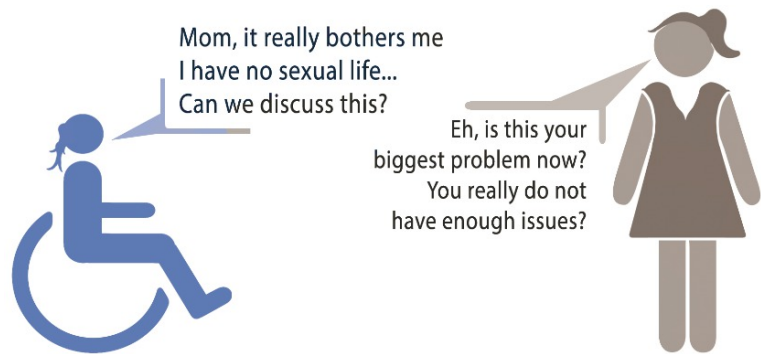 Mom, it really bothers me
I have no sexual life...
Can we discuss this?
Eh, is this your
biggest problem now?
You really do not
have enough issues?